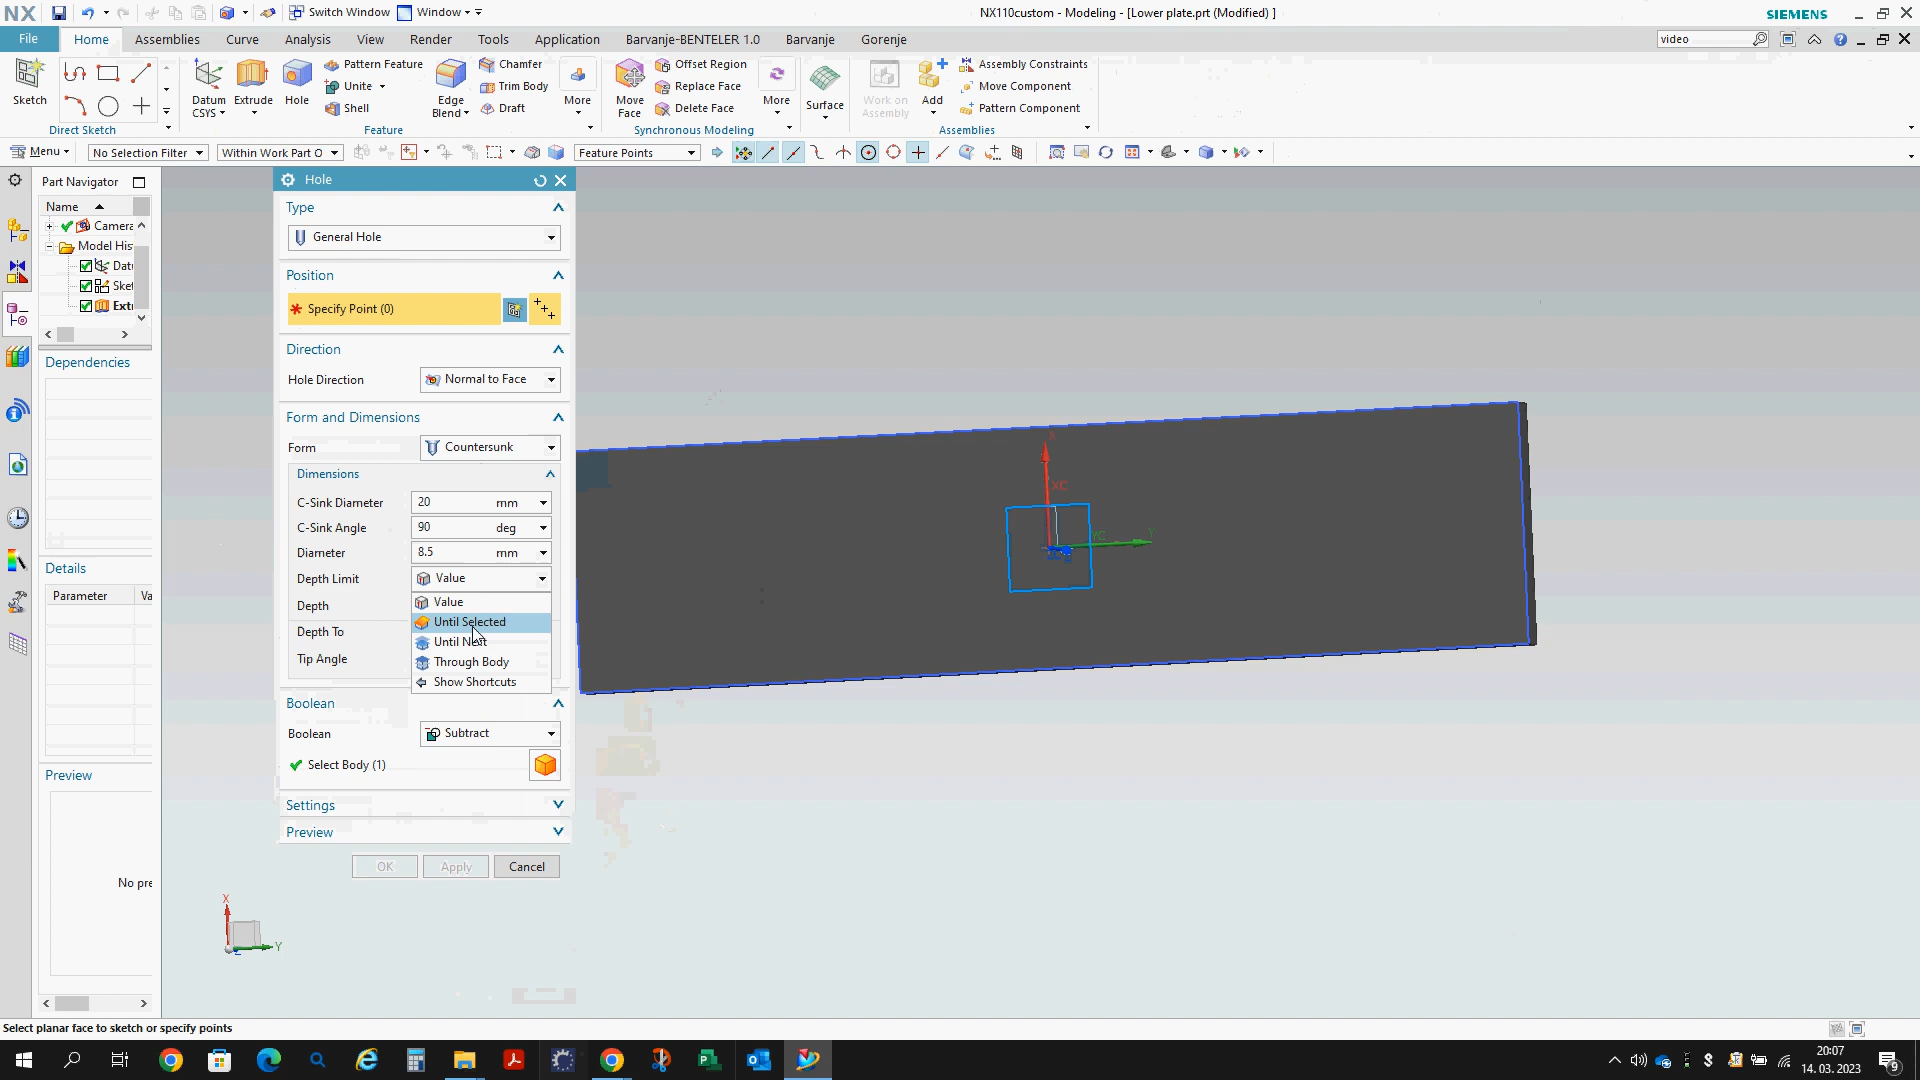 NX
Switch Window
Window
NX110custom - Modeling - [Lower plate.prt (Modified) ]
SIEMENS
File
Home
Assemblies
Curve
Analysis
View
Render
Tools
Application
Barvanje-BENTELER 1.0
Barvanje
Gorenje
video
Sketch
Direct Sketch
Datum CSYS
Extrude
Hole
Pattern Feature
Unite
Shell
Edge Blend
Chamfer
Trim Body
Draft
More
Feature
Move Face
Offset Region
Replace Face
Delete Face
More
Synchronous Modeling
Surface
Work on Assembly
Add
Assembly Constraints
Move Component
Pattern Component
Assemblies
Menu
No Selection Filter
Within Work Part O
Feature Points
Part Navigator
Name
Camera
Model His
Dat
Ske
Ext
Dependencies
Details
Parameter
Va
Preview
No pre
Hole
Type
General Hole
Position
* Specify Point (0)
Direction
Hole Direction
Normal to Face
Form and Dimensions
Form
Countersunk
Dimensions
C-Sink Diameter
20
mm
C-Sink Angle
90
deg
Diameter
8.5
mm
Depth Limit
Value
Depth
Depth To
Tip Angle
Value
Until Selected
Until Next
Through Body
Show Shortcuts
Boolean
Boolean
Subtract
Select Body (1)
Settings
Preview
OK
Apply
Cancel
X
XC
YC
Y
X
Y
Z
Select planar face to sketch or specify points
20:07
14. 03. 2023
9